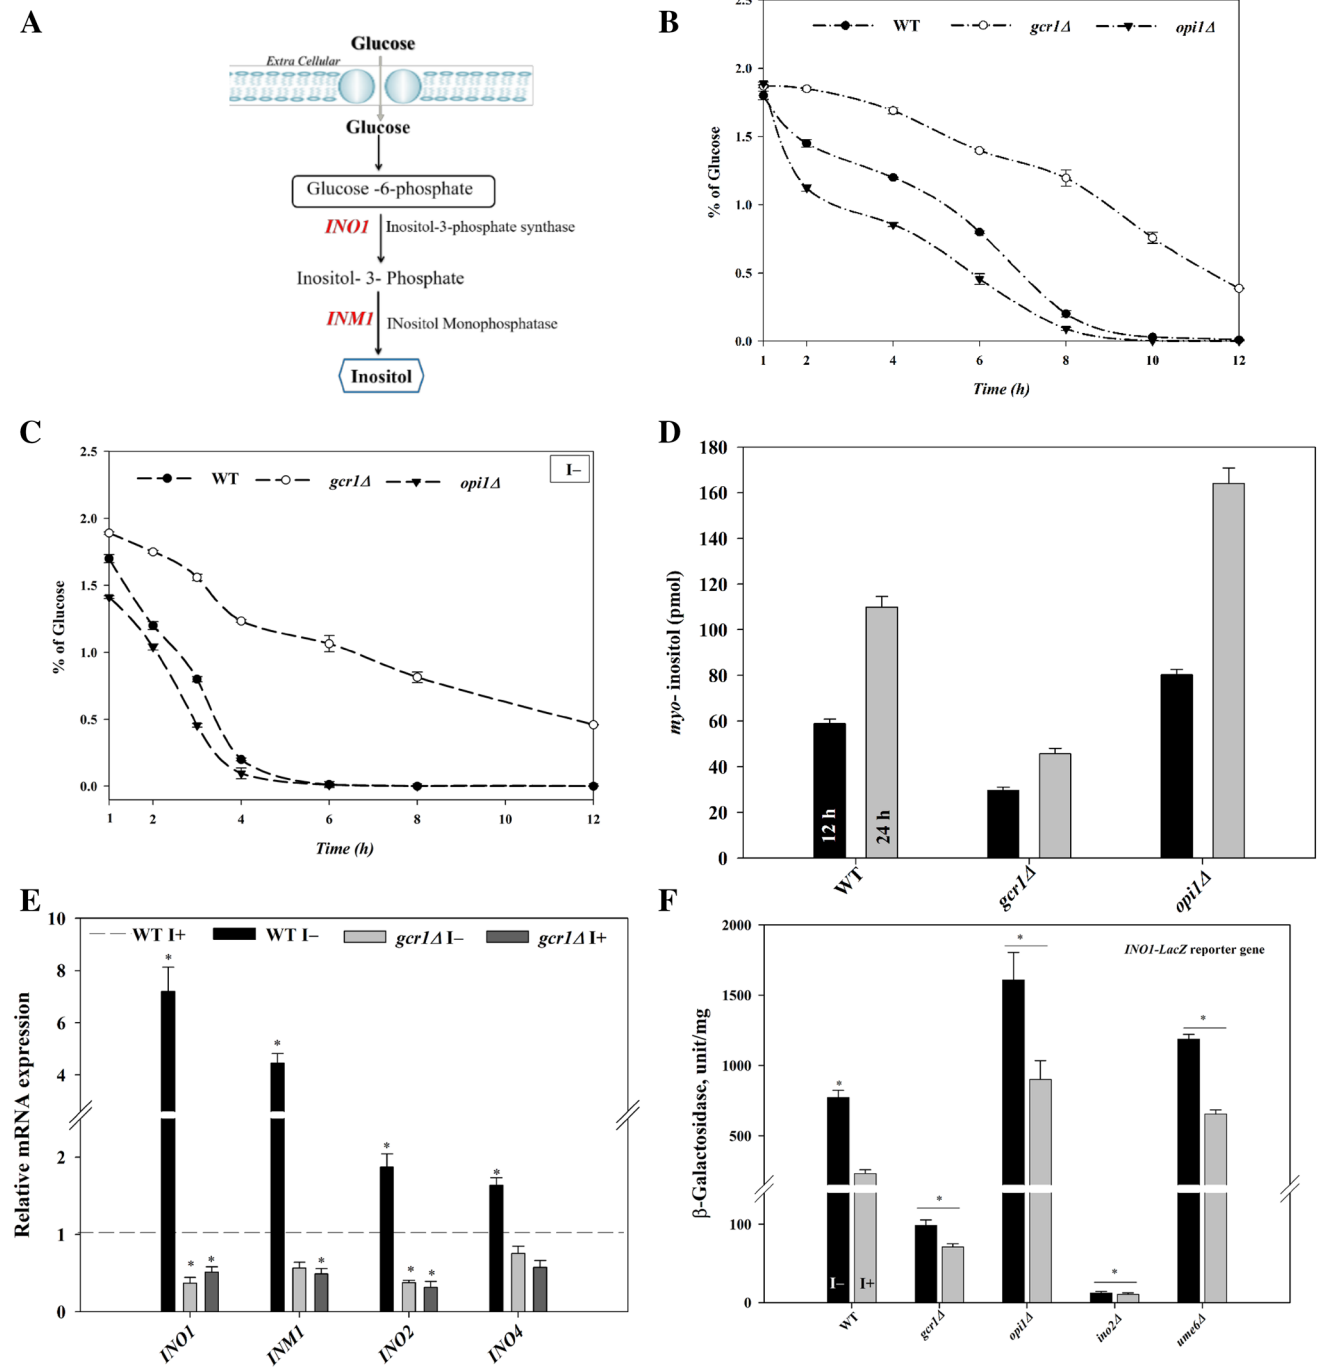 A
Glucose
Extra Cellular
Glucose
Glucose -6-phosphate
INO1 Inositol-3-phosphate synthase
Inositol- 3- Phosphate
INM1 INositol Monophosphatase
Inositol
B
WT gcr1Δ opi1Δ
% of Glucose
2.5
2.0
1.5
1.0
0.5
0.0
1 2 4 6 8 10 12
Time (h)
C
WT gcr1Δ opi1Δ
I–
% of Glucose
2.5
2.0
1.5
1.0
0.5
0.0
1 2 4 6 8 10 12
Time (h)
D
myo- inositol (pmol)
180
160
140
120
100
80
60
40
20
0
12 h
24 h
WT gcr1Δ opi1Δ
E
WT I+ WT I– gcr1Δ I– gcr1Δ I+
Relative mRNA expression
10
8
6
4
2
1
0
* * * * * * * * *
INO1 INM1 INO2 INO4
F
INO1-LacZ reporter gene
β-Galactosidase, unit/mg
2000
1500
1000
500
100
0
* * * * *
I– I+
WT gcr1Δ opi1Δ ino2Δ ume6Δ